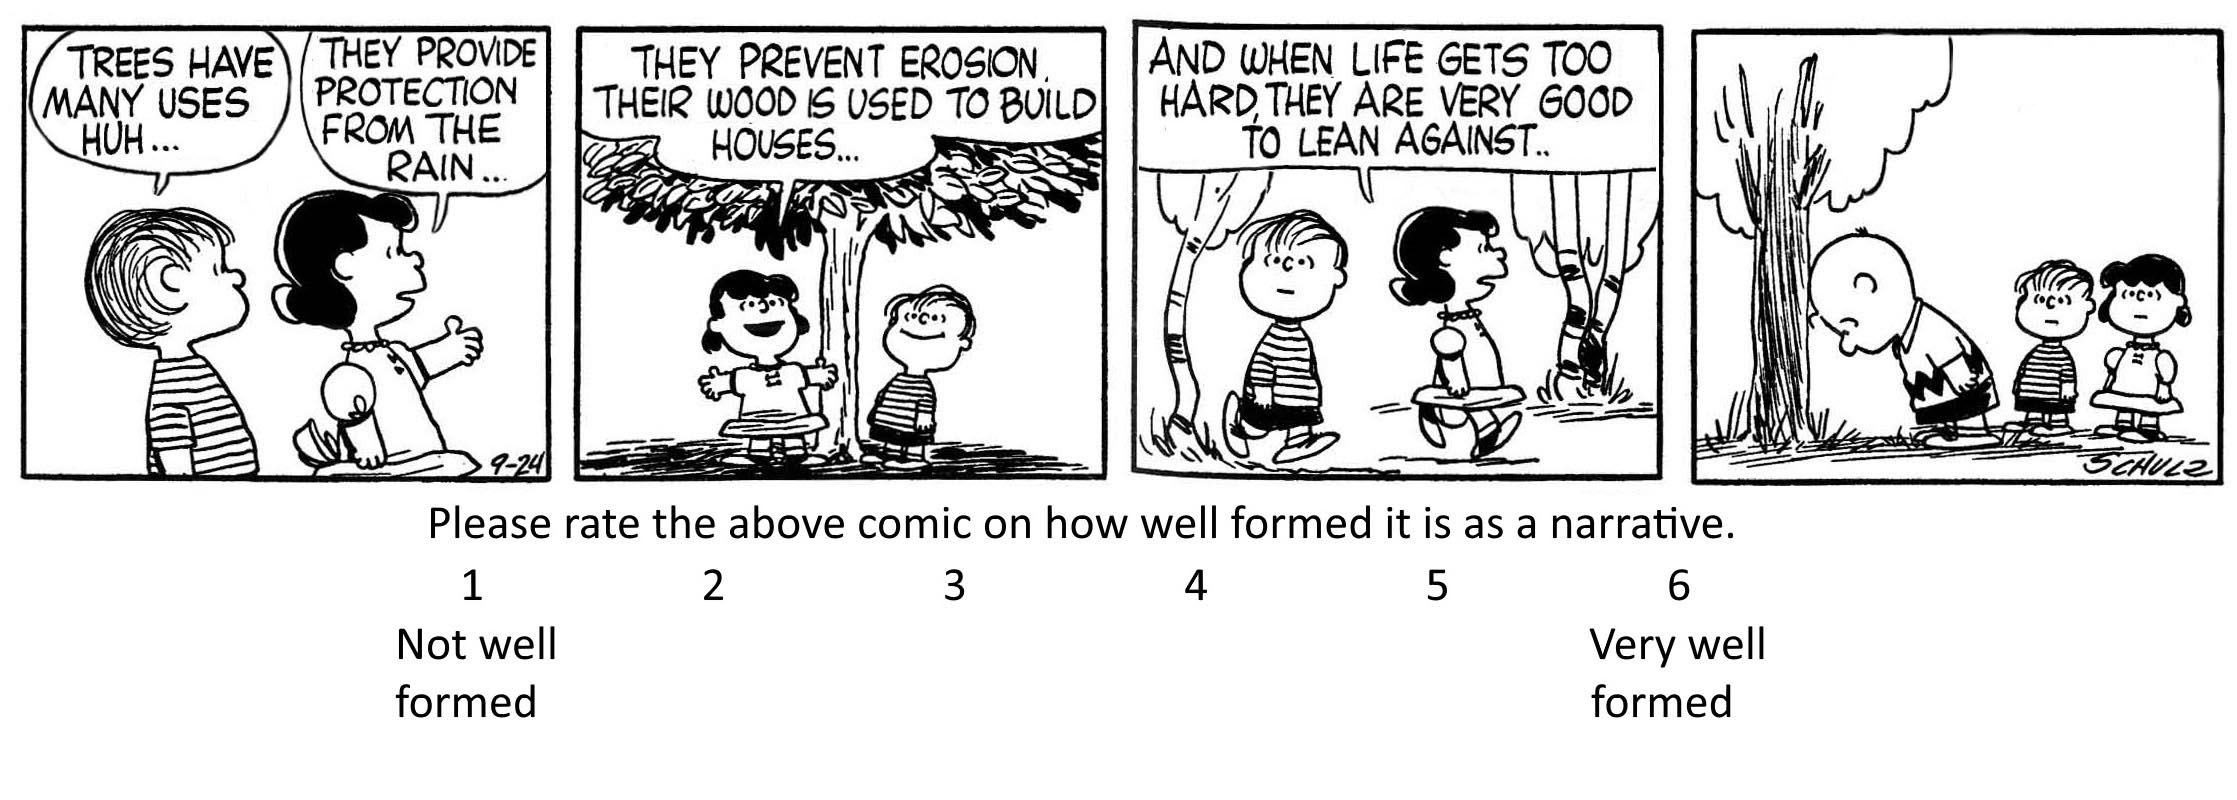 TREES HAVE
MANY USES
HUH...
THEY PROVIDE
PROTECTION
FROM THE
RAIN...
9-24
THEY PREVENT EROSION.
THEIR WOOD IS USED TO BUILD
HOUSES...
AND WHEN LIFE GETS TOO
HARD, THEY ARE VERY GOOD
TO LEAN AGAINST..
SCHULZ
Please rate the above comic on how well formed it is as a narrative.
1 2 3 4 5 6
Not well
formed
Very well
formed